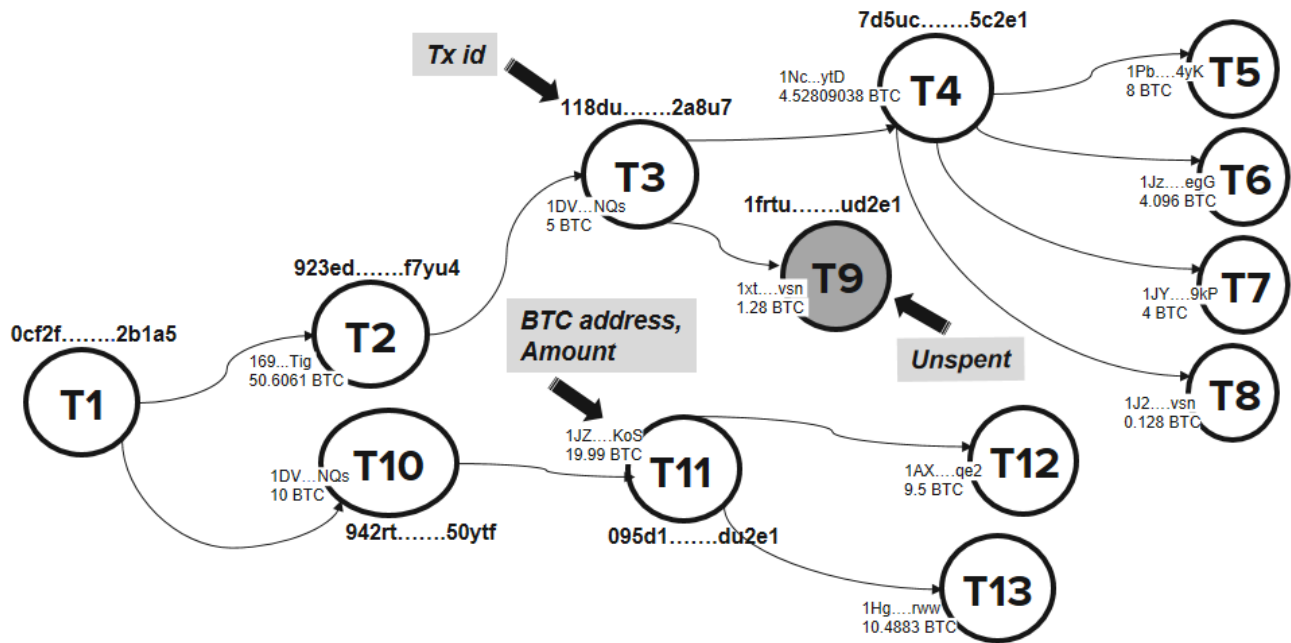 7d5uc.......5c2e1
Tx id
1Nc...ytD
4.52809038 BTC
T4
1Pb....4yK
8 BTC
T5
118du.......2a8u7
T3
1DV...NQs
5 BTC
1Jz....egG
4.096 BTC
T6
1frtu.......ud2e1
1xt....vsn
1.28 BTC
T9
1JY....9kP
4 BTC
T7
923ed.......f7yu4
T2
169...Tig
50.6061 BTC
BTC address,
Amount
Unspent
1J2....vsn
0.128 BTC
T8
0cf2f........2b1a5
T1
1DV...NQs
10 BTC
T10
942rt.......50ytf
1JZ....KoS
19.99 BTC
T11
095d1.......du2e1
1AX....qe2
9.5 BTC
T12
1Hg....rww
10.4883 BTC
T13